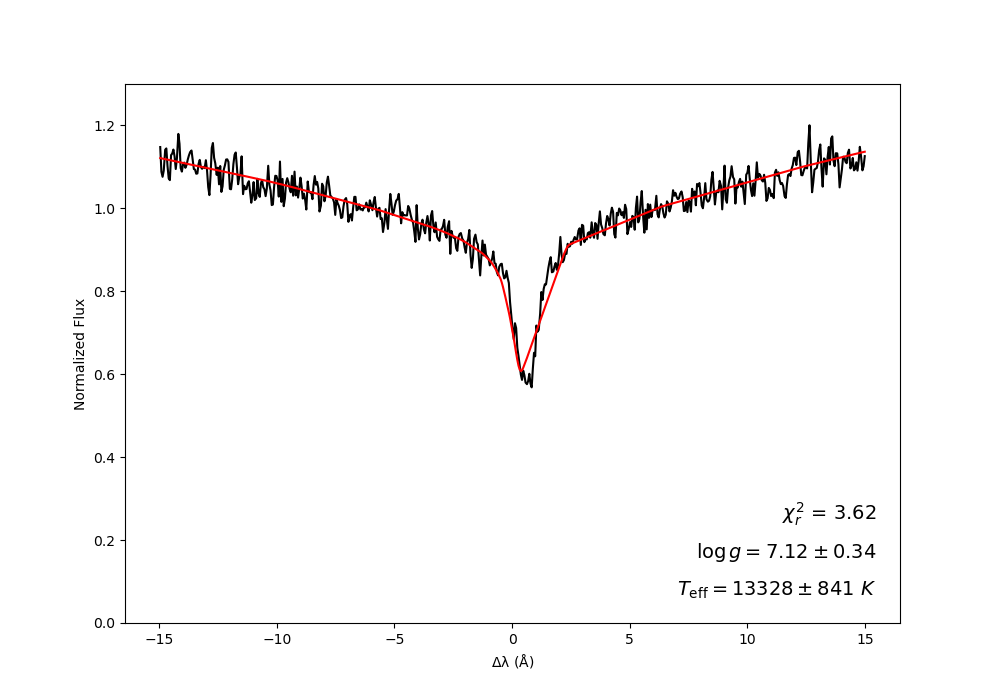 1.2
1.0
0.8
0.6
0.4
0.2
0.0
Normalized Flux
χ²ᵣ = 3.62
log g = 7.12 ± 0.34
T_eff = 13328 ± 841 K
−15 −10 −5 0 5 10 15
Δλ (Å)